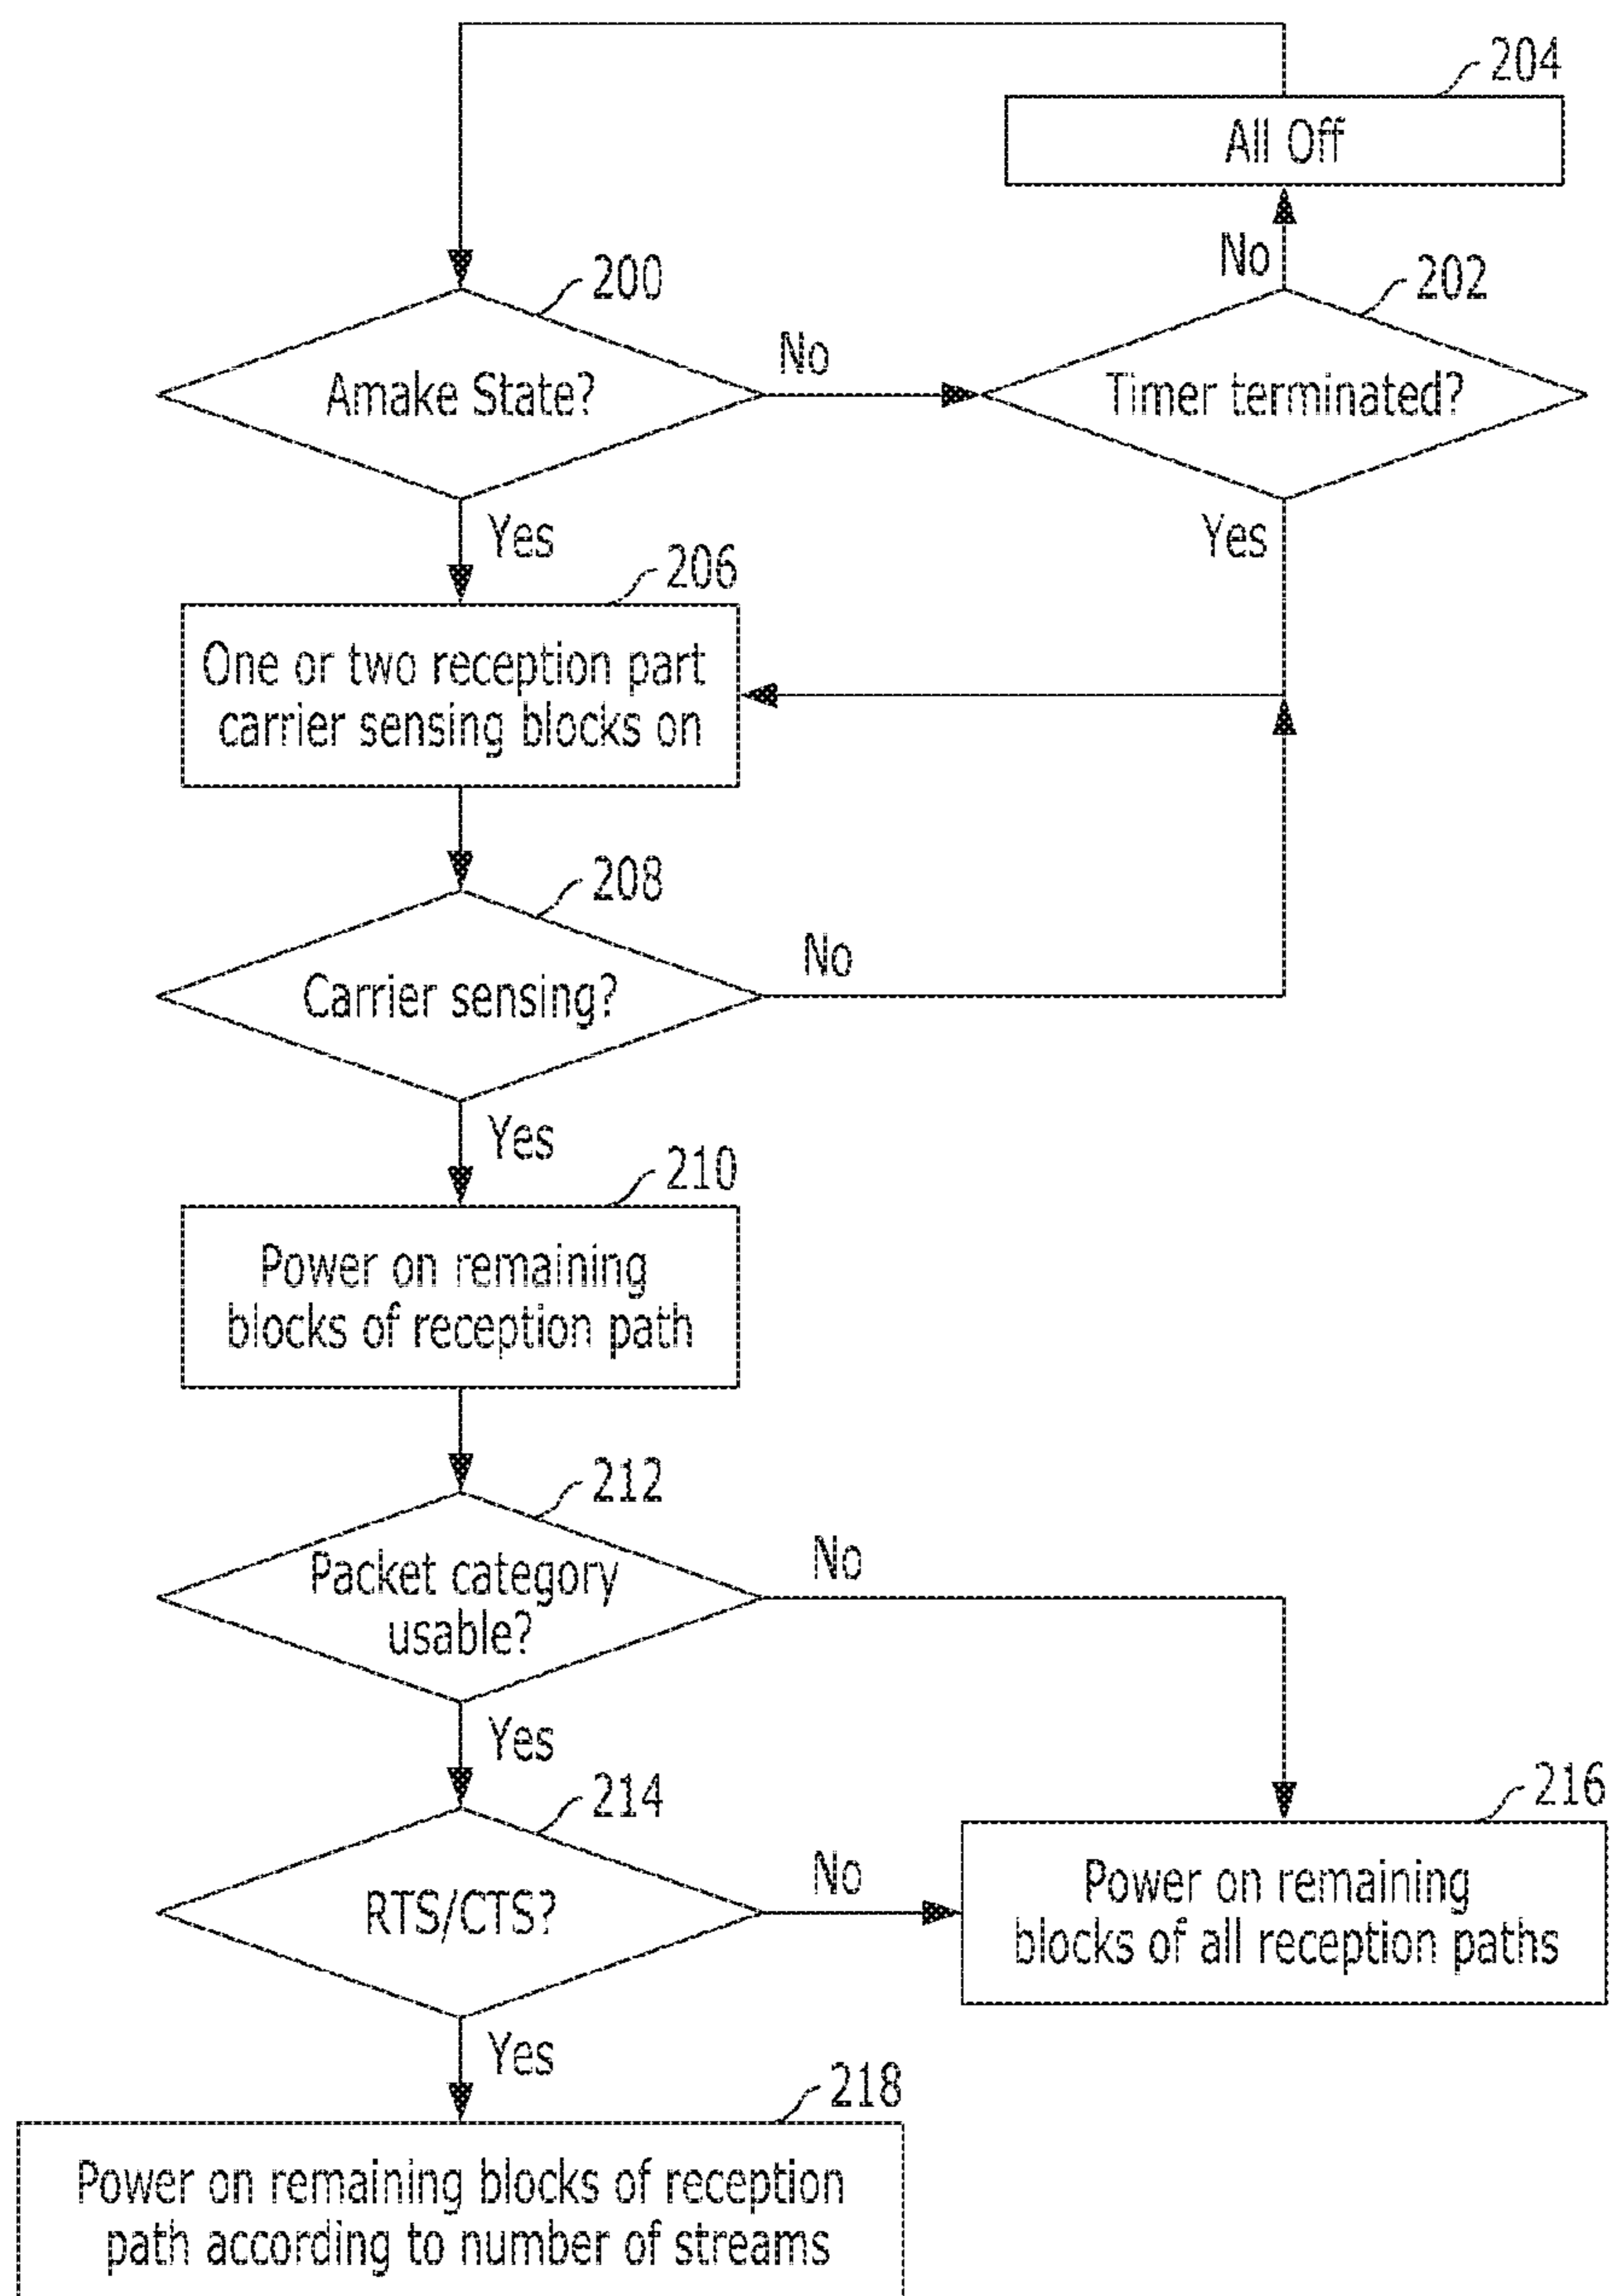 204
All Off
No
200
202
Amake State?
No
Timer terminated?
Yes
Yes
206
One or two reception part
carrier sensing blocks on
208
Carrier sensing?
No
Yes
210
Power on remaining
blocks of reception path
212
Packet category
usable?
No
Yes
214
216
RTS/CTS?
No
Power on remaining
blocks of all reception paths
Yes
218
Power on remaining blocks of reception
path according to number of streams